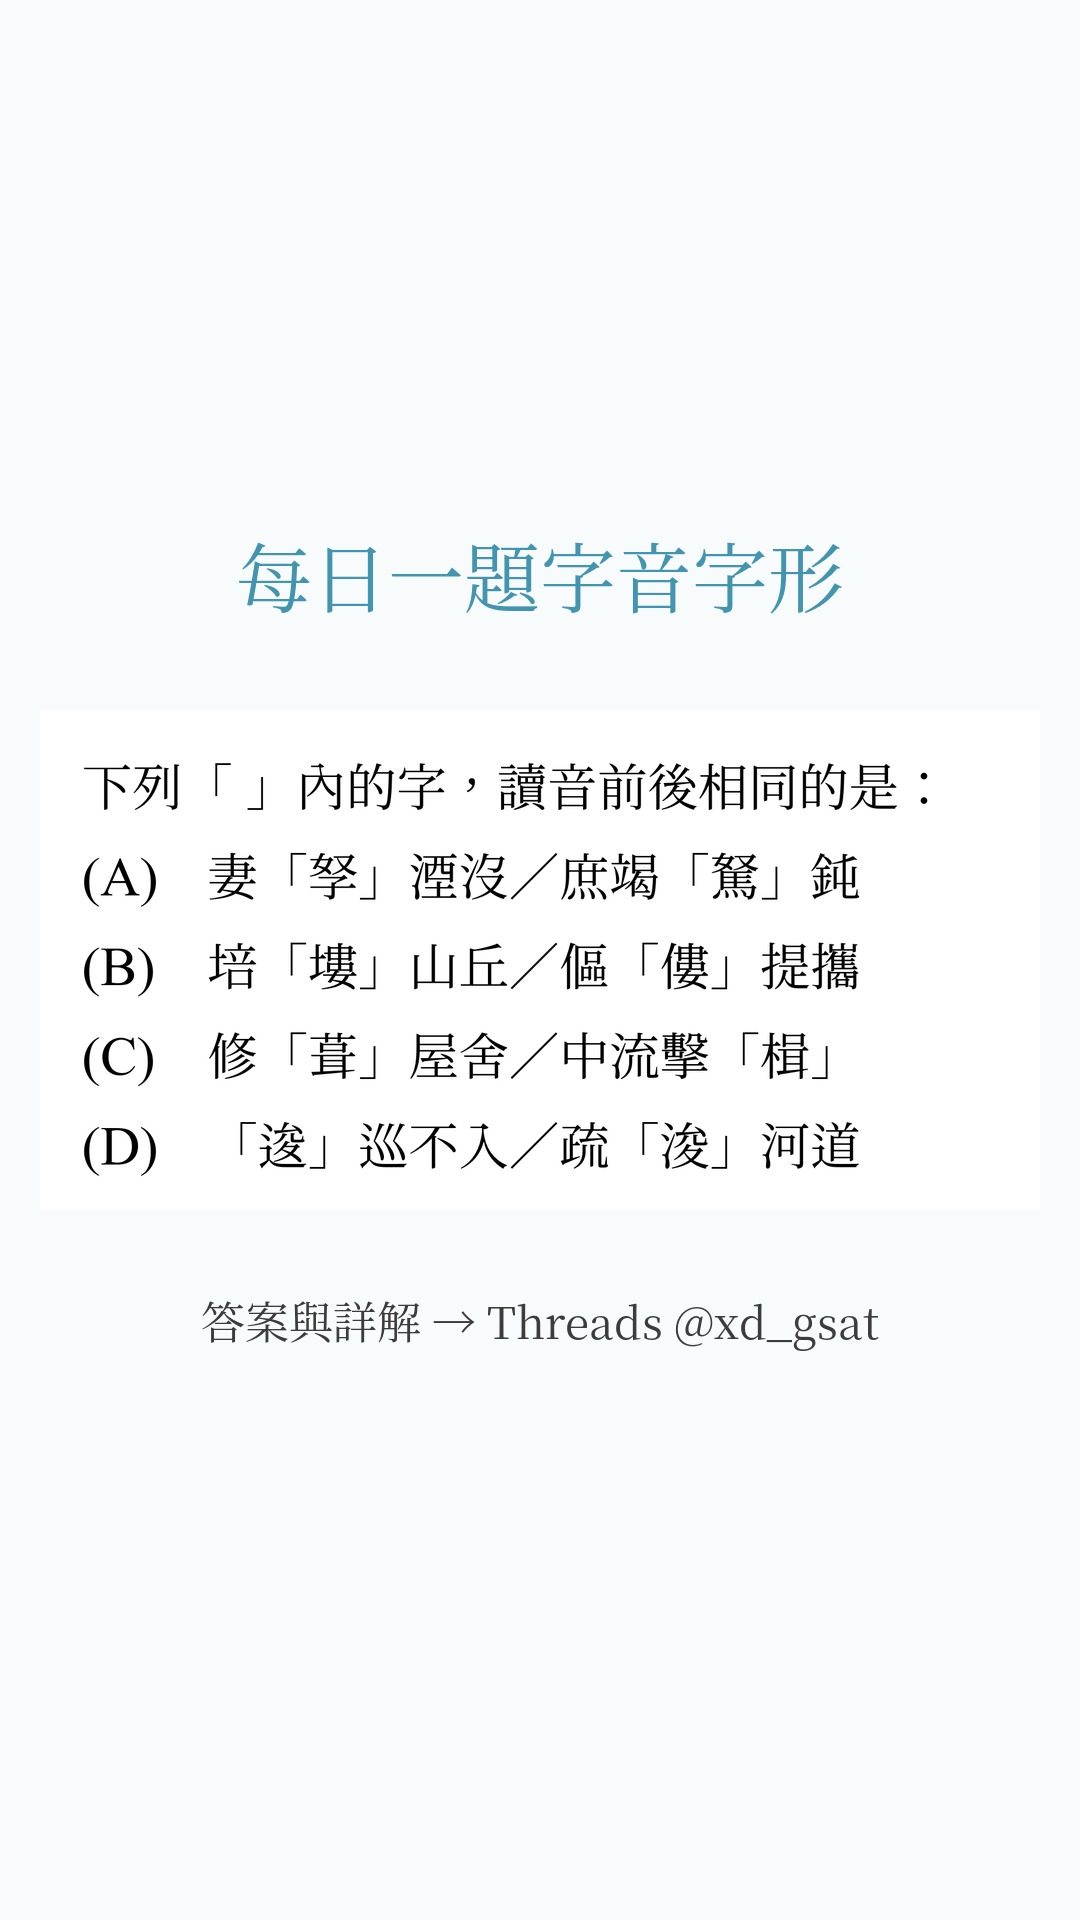 每日一題字音字形
下列「 」內的字，讀音前後相同的是：
(A) 妻「孥」湮沒／庶竭「駑」鈍
(B) 培「塿」山丘／傴「僂」提攜
(C) 修「葺」屋舍／中流擊「楫」
(D) 「逡」巡不入／疏「浚」河道
答案與詳解 → Threads @xd_gsat